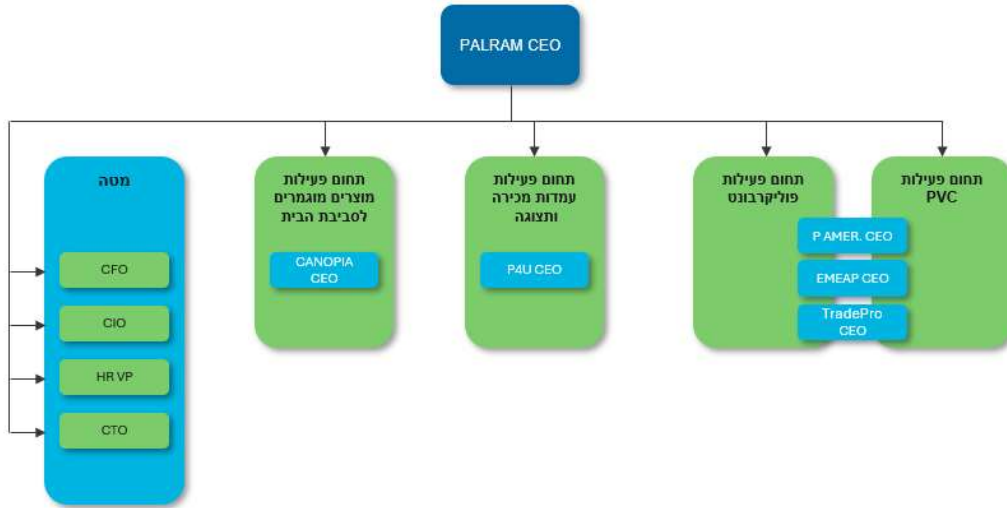 PALRAM CEO
מטה
CFO
CIO
HR VP
CTO
תחום פעילות
מוצרים מוגמרים
לסביבת הבית
CANOPIA
CEO
תחום פעילות
עמדות מכירה
ותצוגה
P4U CEO
תחום פעילות
פוליקרבונט
תחום פעילות
PVC
P AMER. CEO
EMEAP CEO
TradePro
CEO